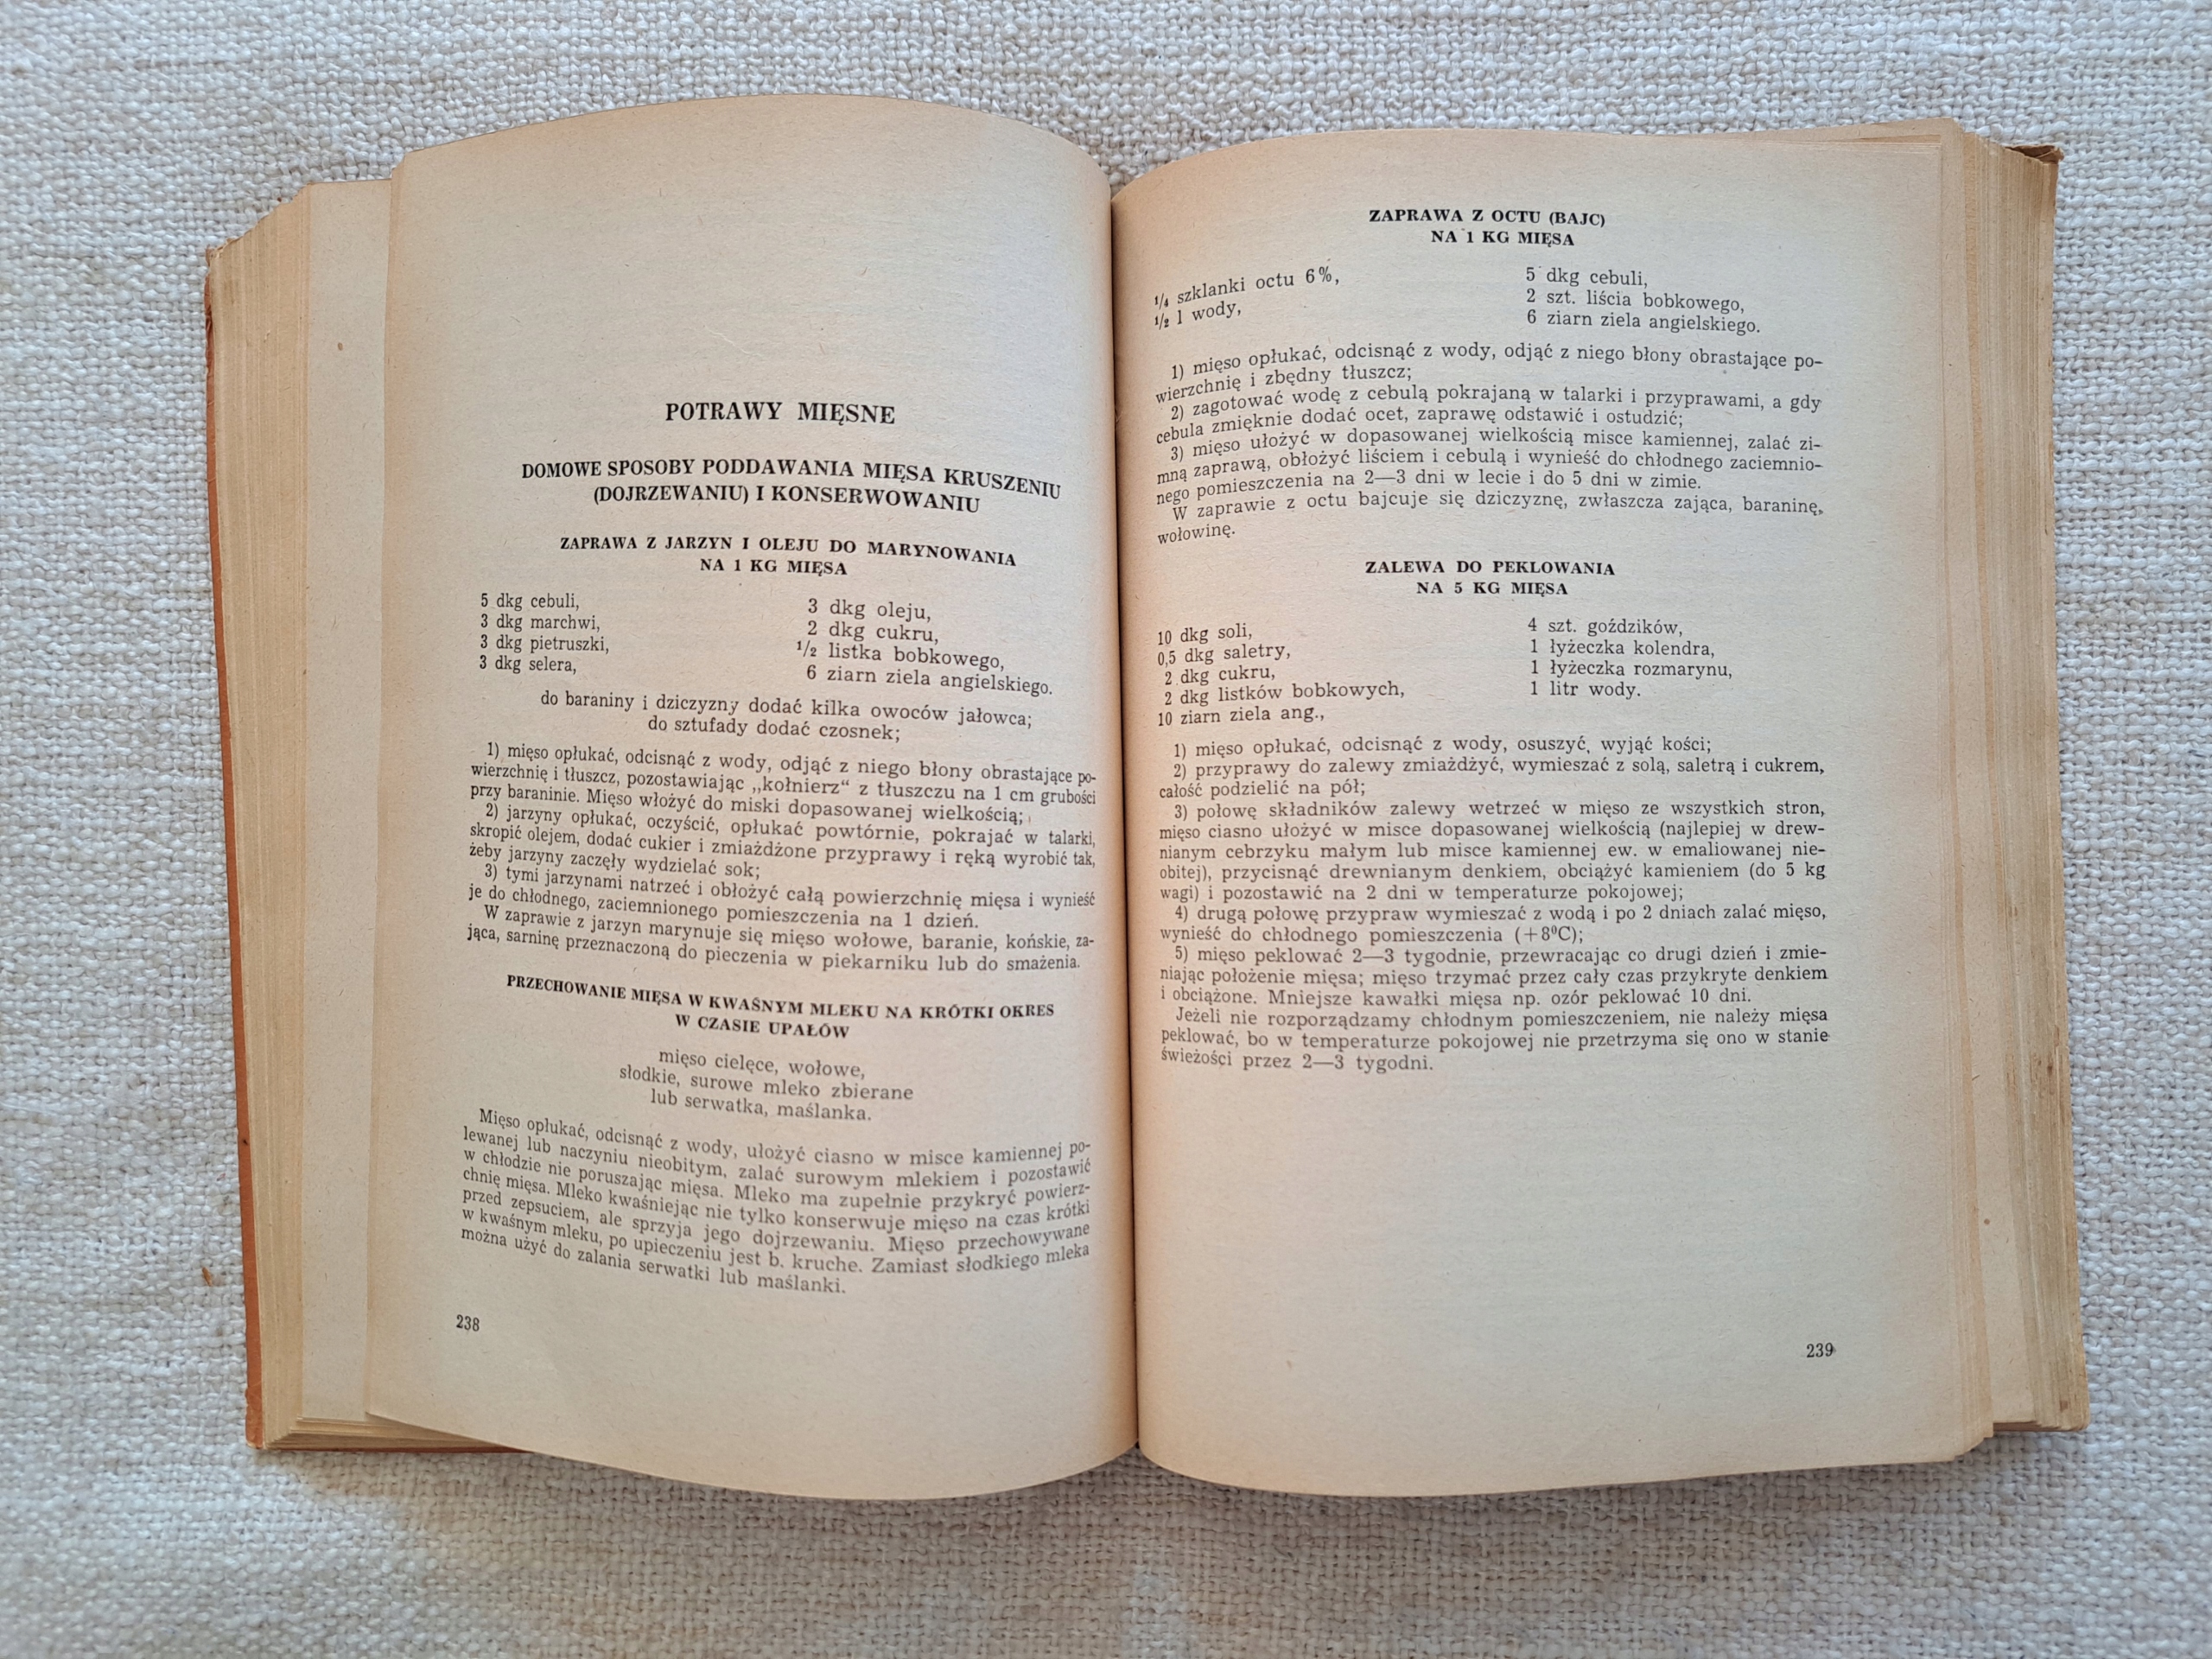 POTRAWY MIĘSNE
DOMOWE SPOSOBY PODDAWANIA MIĘSA KRUSZENIU
(DOJRZEWANIU) I KONSERWOWANIU
ZAPRAWA Z JARZYN I OLEJU DO MARYNOWANIA
NA 1 KG MIĘSA
5 dkg cebuli,
3 dkg marchwi,
3 dkg pietruszki,
3 dkg selera,
3 dkg oleju,
2 dkg cukru,
1/2 listka bobkowego,
6 ziarn ziela angielskiego.
do baraniny i dziczyzny dodać kilka owoców jałowca;
do sztufady dodać czosnek;
1) mięso opłukać, odcisnąć z wody, odjąć z niego błony obrastające po-
wierzchnię i tłuszcz, pozostawiając „kołnierz“ z tłuszczu na 1 cm grubości
przy baraninie. Mięso włożyć do miski dopasowanej wielkością;
2) jarzyny opłukać, oczyścić, opłukać powtórnie, pokrajać w talarki,
skropić olejem, dodać cukier i zmiażdżone przyprawy i ręką wyrobić tak,
żeby jarzyny zaczęły wydzielać sok;
3) tymi jarzynami natrzeć i obłożyć całą powierzchnię mięsa i wynieść
je do chłodnego, zaciemnionego pomieszczenia na 1 dzień.
W zaprawie z jarzyn marynuje się mięso wołowe, baranie, końskie, za-
jąca, sarninę przeznaczoną do pieczenia w piekarniku lub do smażenia.
PRZECHOWANIE MIĘSA W KWAŚNYM MLEKU NA KRÓTKI OKRES
W CZASIE UPAŁÓW
mięso cielęce, wołowe,
słodkie, surowe mleko zbierane
lub serwatka, maślanka.
Mięso opłukać, odcisnąć z wody, ułożyć ciasno w misce kamiennej po-
lewanej lub naczyniu nieobitym, zalać surowym mlekiem i pozostawić
w chłodzie nie poruszając mięsa. Mleko ma zupełnie przykryć powierz-
chnię mięsa. Mleko kwaśniejąc nie tylko konserwuje mięso na czas krótki
przed zepsuciem, ale sprzyja jego dojrzewaniu. Mięso przechowywane
w kwaśnym mleku, po upieczeniu jest b. kruche. Zamiast słodkiego mleka
można użyć do zalania serwatki lub maślanki.
238
ZAPRAWA Z OCTU (BAJC)
NA 1 KG MIĘSA
1/4 szklanki octu 6%,
1/2 l wody,
5 dkg cebuli,
2 szt. liścia bobkowego,
6 ziarn ziela angielskiego.
1) mięso opłukać, odcisnąć z wody, odjąć z niego błony obrastające po-
wierzchnię i zbędny tłuszcz;
2) zagotować wodę z cebulą pokrajaną w talarki i przyprawami, a gdy
cebula zmięknie dodać ocet, zaprawę odstawić i ostudzić;
3) mięso ułożyć w dopasowanej wielkością misce kamiennej, zalać zi-
mną zaprawą, obłożyć liściem i cebulą i wynieść do chłodnego zaciemnio-
nego pomieszczenia na 2—3 dni w lecie i do 5 dni w zimie.
W zaprawie z octu bajcuje się dziczyznę, zwłaszcza zająca, baraninę,
wołowinę.
ZALEWA DO PEKLOWANIA
NA 5 KG MIĘSA
10 dkg soli,
0,5 dkg saletry,
2 dkg cukru,
2 dkg listków bobkowych,
10 ziarn ziela ang.,
4 szt. goździków,
1 łyżeczka kolendra,
1 łyżeczka rozmarynu,
1 litr wody.
1) mięso opłukać, odcisnąć z wody, osuszyć, wyjąć kości;
2) przyprawy do zalewy zmiażdżyć, wymieszać z solą, saletrą i cukrem,
całość podzielić na pół;
3) połowę składników zalewy wetrzeć w mięso ze wszystkich stron,
mięso ciasno ułożyć w misce dopasowanej wielkością (najlepiej w drew-
nianym cebrzyku małym lub misce kamiennej ew. w emaliowanej nie-
obitej), przycisnąć drewnianym denkiem, obciążyć kamieniem (do 5 kg
wagi) i pozostawić na 2 dni w temperaturze pokojowej;
4) drugą połowę przypraw wymieszać z wodą i po 2 dniach zalać mięso,
wynieść do chłodnego pomieszczenia (+8°C);
5) mięso peklować 2—3 tygodnie, przewracając co drugi dzień i zmie-
niając położenie mięsa; mięso trzymać przez cały czas przykryte denkiem
i obciążone. Mniejsze kawałki mięsa np. ozór peklować 10 dni.
Jeżeli nie rozporządzamy chłodnym pomieszczeniem, nie należy mięsa
peklować, bo w temperaturze pokojowej nie przetrzyma się ono w stanie
świeżości przez 2—3 tygodni.
239